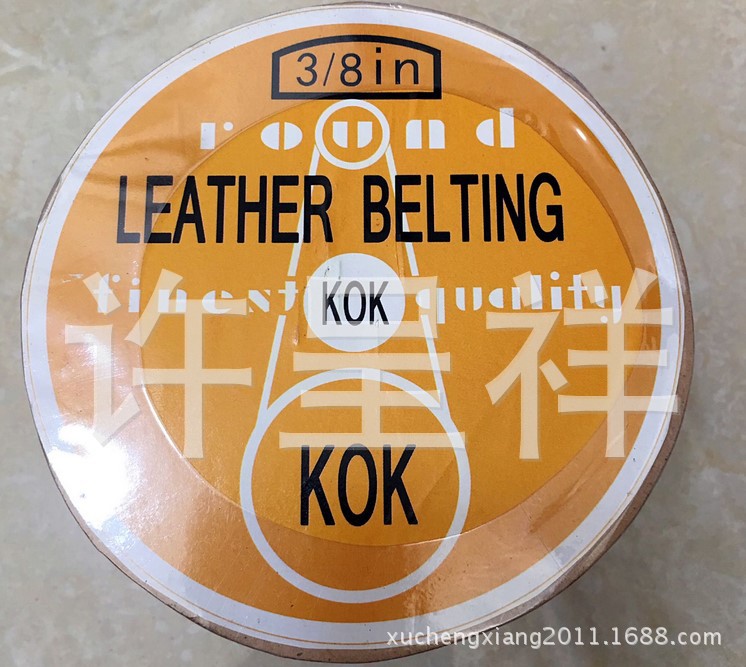 3/8in
round
LEATHER BELTING
finest KOK quality
许呈祥
KOK
xuchengxiang2011.1688.com